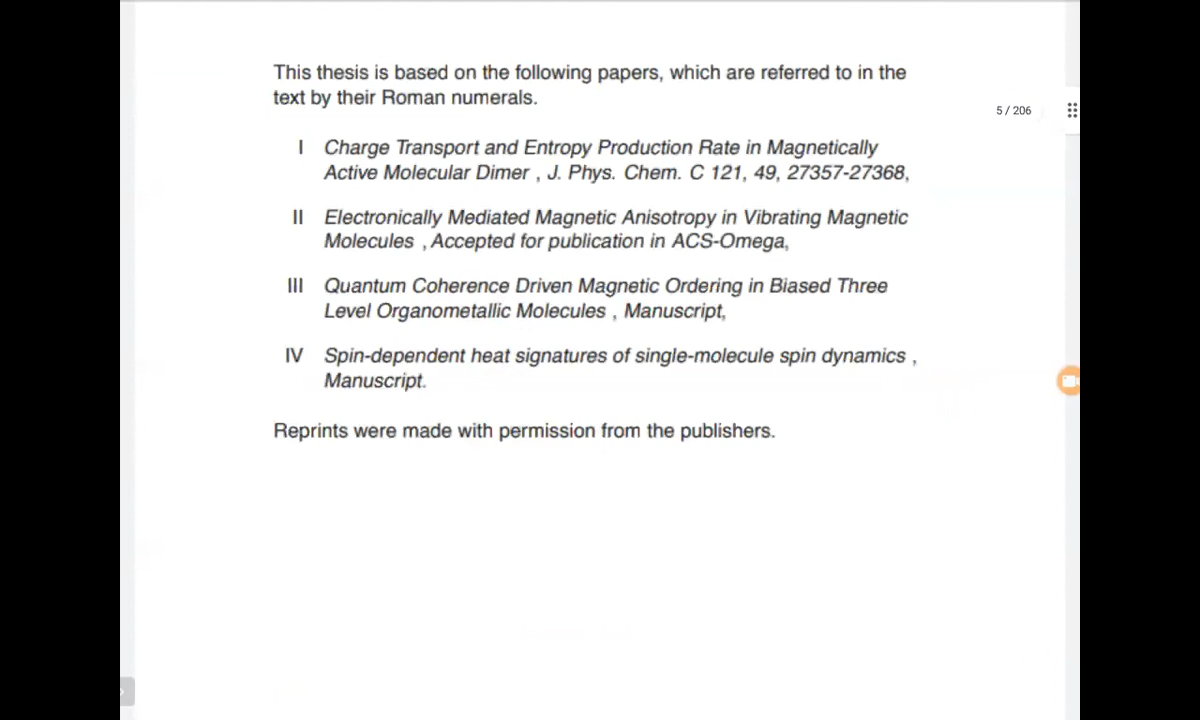 This thesis is based on the following papers, which are referred to in the
text by their Roman numerals.
5 / 206
I Charge Transport and Entropy Production Rate in Magnetically
Active Molecular Dimer , J. Phys. Chem. C 121, 49, 27357-27368,
II Electronically Mediated Magnetic Anisotropy in Vibrating Magnetic
Molecules , Accepted for publication in ACS-Omega,
III Quantum Coherence Driven Magnetic Ordering in Biased Three
Level Organometallic Molecules , Manuscript,
IV Spin-dependent heat signatures of single-molecule spin dynamics ,
Manuscript.
Reprints were made with permission from the publishers.